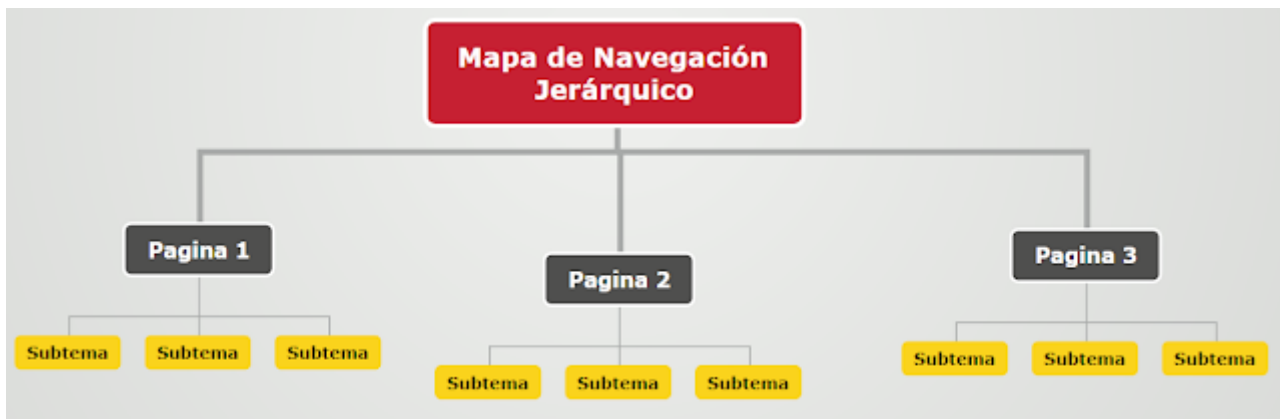 Mapa de Navegación
Jerárquico
Pagina 1
Pagina 2
Pagina 3
Subtema
Subtema
Subtema
Subtema
Subtema
Subtema
Subtema
Subtema
Subtema